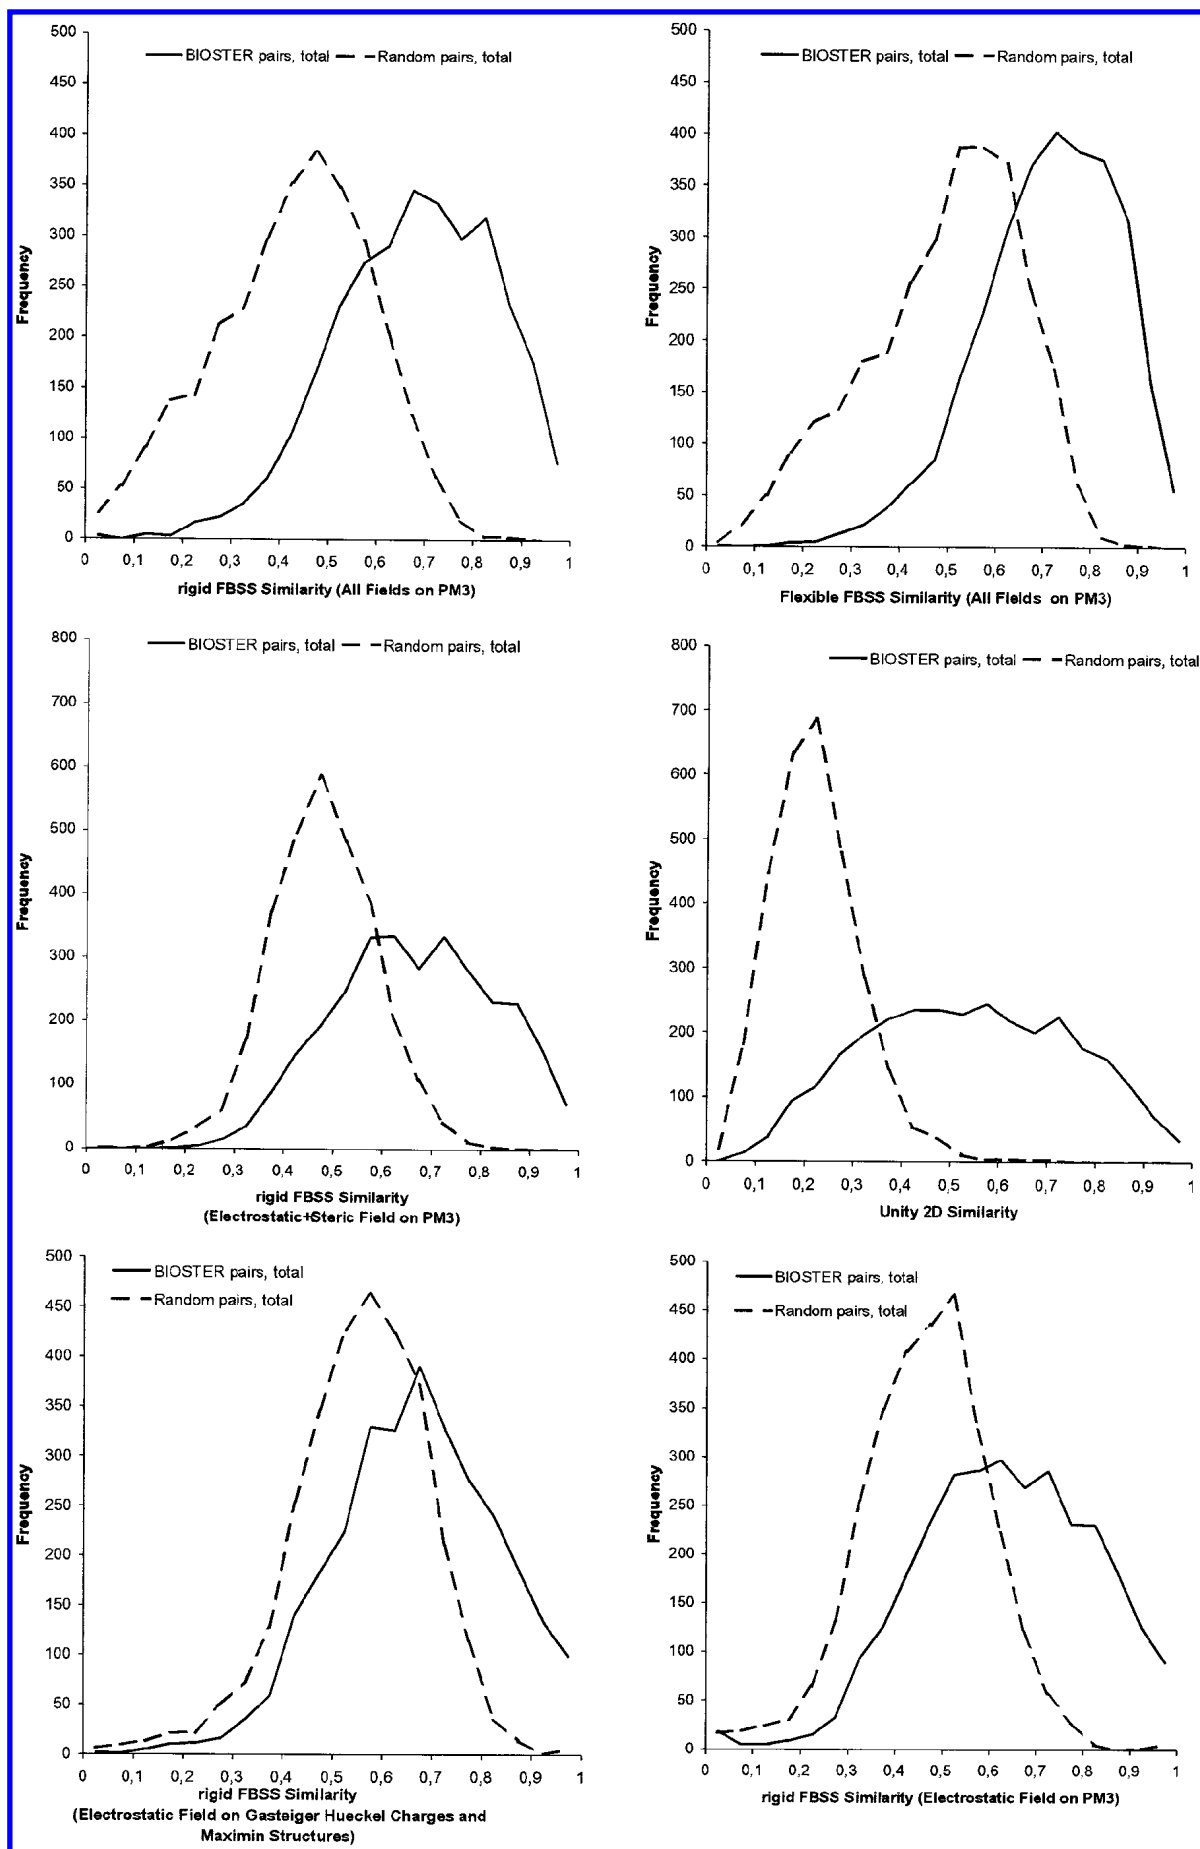 BIOSTER pairs, total Random pairs, total
500
450
400
350
300
250
200
150
100
50
0
Frequency
0 0,1 0,2 0,3 0,4 0,5 0,6 0,7 0,8 0,9 1
rigid FBSS Similarity (All Fields on PM3)
BIOSTER pairs, total Random pairs, total
500
450
400
350
300
250
200
150
100
50
0
Frequency
0 0,1 0,2 0,3 0,4 0,5 0,6 0,7 0,8 0,9 1
Flexible FBSS Similarity (All Fields on PM3)
BIOSTER pairs, total Random pairs, total
800
700
600
500
400
300
200
100
0
Frequency
0 0,1 0,2 0,3 0,4 0,5 0,6 0,7 0,8 0,9 1
rigid FBSS Similarity
(Electrostatic+Steric Field on PM3)
BIOSTER pairs, total Random pairs, total
800
700
600
500
400
300
200
100
0
Frequency
0 0,1 0,2 0,3 0,4 0,5 0,6 0,7 0,8 0,9 1
Unity 2D Similarity
BIOSTER pairs, total
Random pairs, total
500
450
400
350
300
250
200
150
100
50
0
Frequency
0 0,1 0,2 0,3 0,4 0,5 0,6 0,7 0,8 0,9 1
rigid FBSS Similarity
(Electrostatic Field on Gasteiger Hueckel Charges and
Maximin Structures)
BIOSTER pairs, total
Random pairs, total
500
450
400
350
300
250
200
150
100
50
0
Frequency
0 0,1 0,2 0,3 0,4 0,5 0,6 0,7 0,8 0,9 1
rigid FBSS Similarity (Electrostatic Field on PM3)